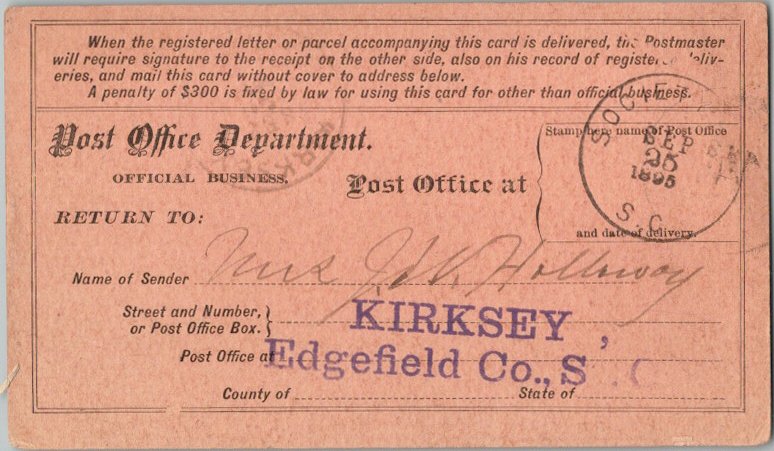 When the registered letter or parcel accompanying this card is delivered, the Postmaster
will require signature to the receipt on the other side, also on his record of registered deliv-
eries, and mail this card without cover to address below.
A penalty of $300 is fixed by law for using this card for other than official business.
Post Office Department.
OFFICIAL BUSINESS.
Post Office at
Stamp here name of Post Office
SOCIETY
SEP
25
1895
S.C.
and date of delivery.
RETURN TO:
Name of Sender Mrs Holloway
Street and Number,
or Post Office Box.
KIRKSEY,
Post Office at Edgefield Co., S. C
County of
State of